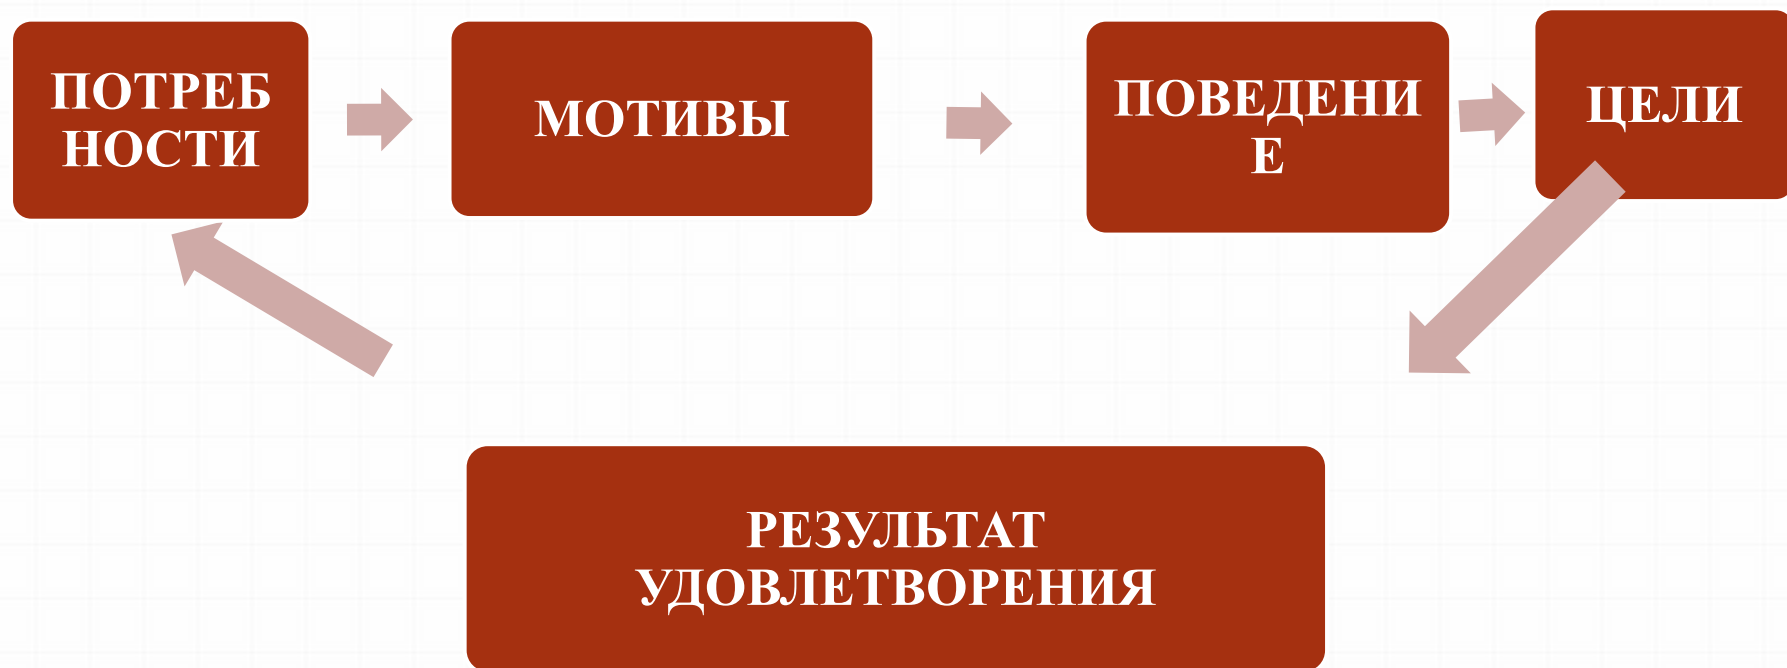 ПОТРЕБ
НОСТИ
МОТИВЫ
ПОВЕДЕНИ
Е
ЦЕЛИ
РЕЗУЛЬТАТ
УДОВЛЕТВОРЕНИЯ